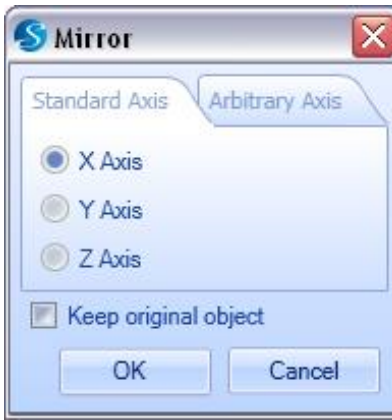 Mirror
Standard Axis Arbitrary Axis
X Axis
Y Axis
Z Axis
Keep original object
OK Cancel